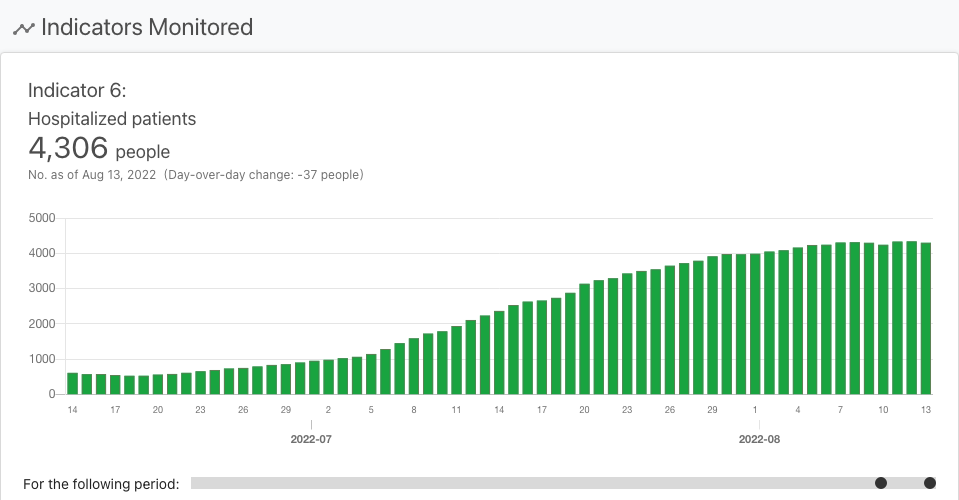 Indicators Monitored
Indicator 6:
Hospitalized patients
4,306 people
No. as of Aug 13, 2022 (Day-over-day change: -37 people)
5000
4000
3000
2000
1000
0
14 17 20 23 26 29 2 5 8 11 14 17 20 23 26 29 1 4 7 10 13
2022-07 2022-08
For the following period: